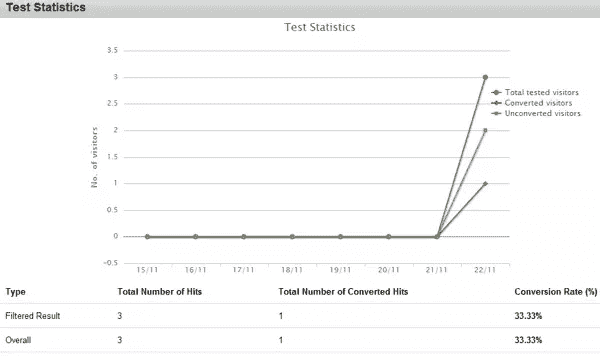 Test Statistics
Test Statistics
3.5
3
2.5
2
1.5
1
0.5
0
-0.5
No. of visitors
Total tested visitors
Converted visitors
Unconverted visitors
15/11 16/11 17/11 18/11 19/11 20/11 21/11 22/11
Type Total Number of Hits Total Number of Converted Hits Conversion Rate (%)
Filtered Result 3 1 33.33%
Overall 3 1 33.33%